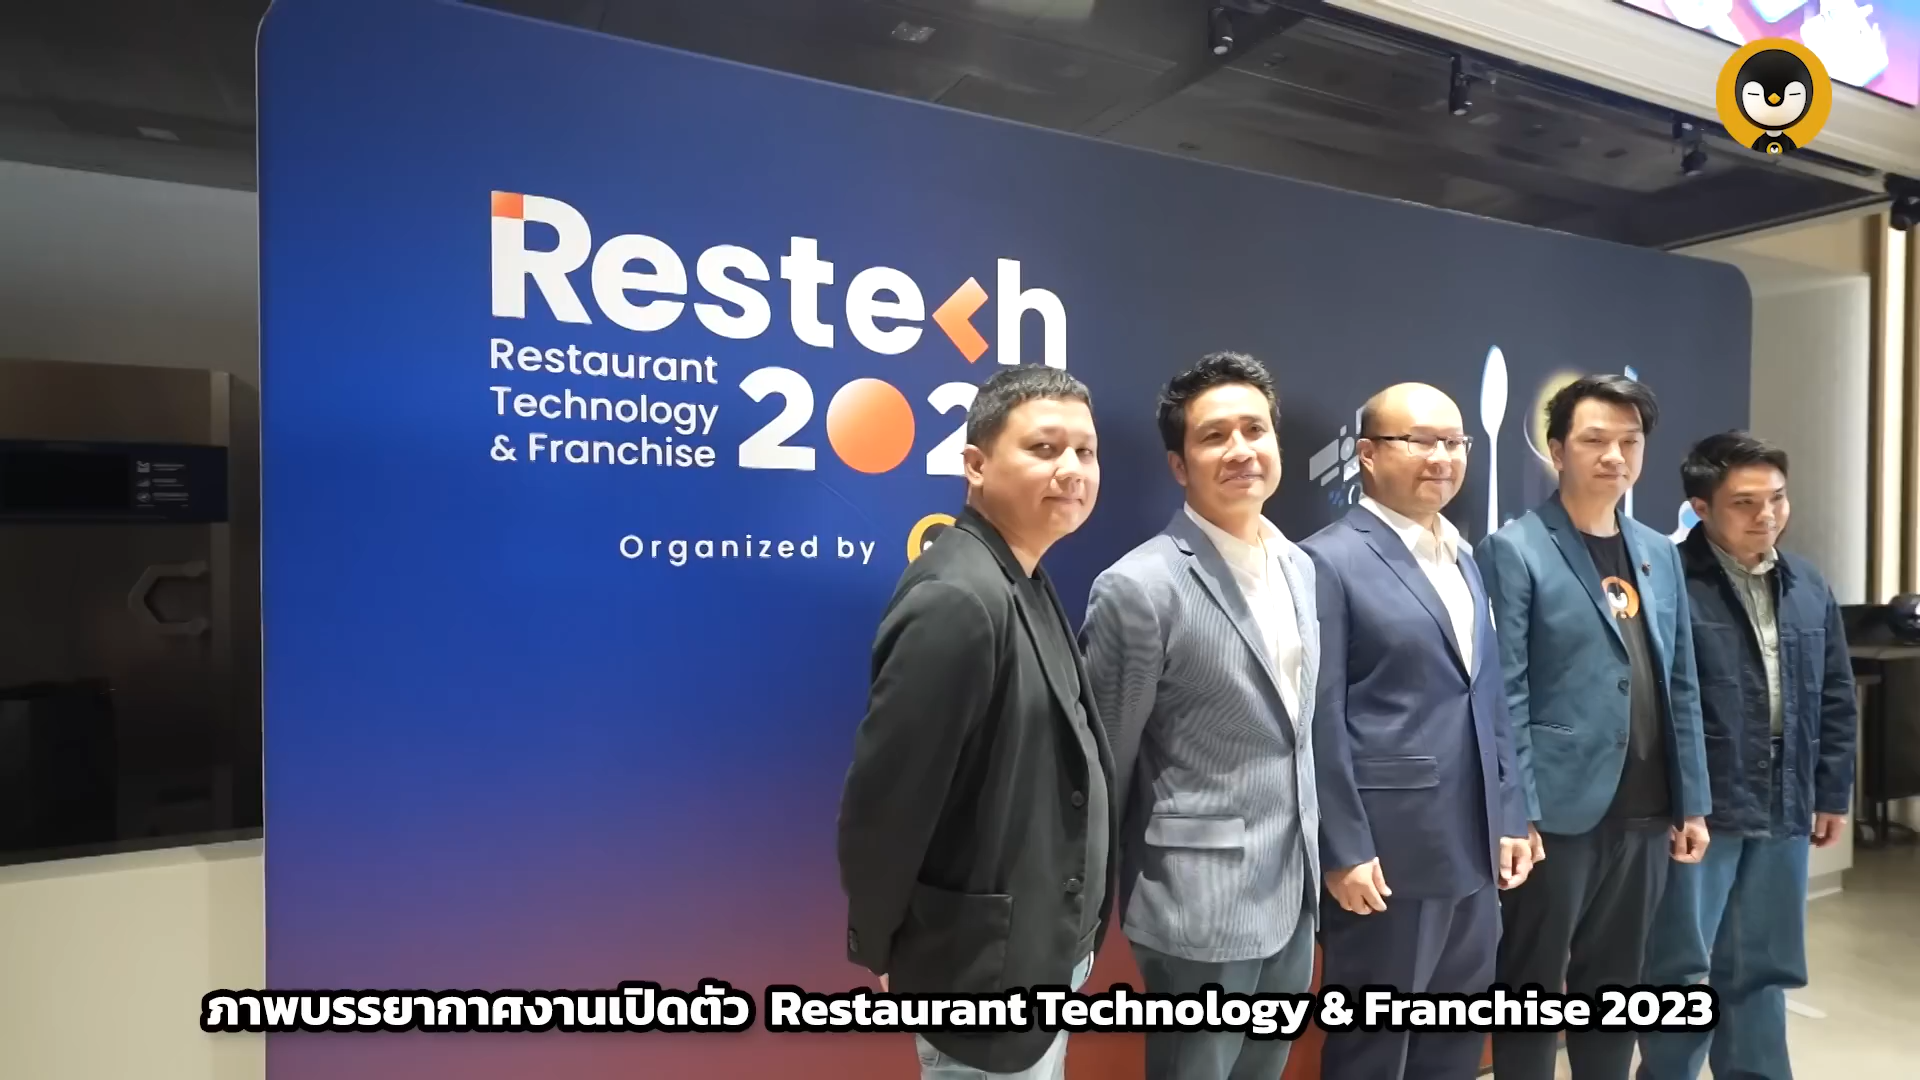 Restech
Restaurant
Technology
& Franchise
202
Organized by
ภาพบรรยากาศงานเปิดตัว Restaurant Technology & Franchise 2023